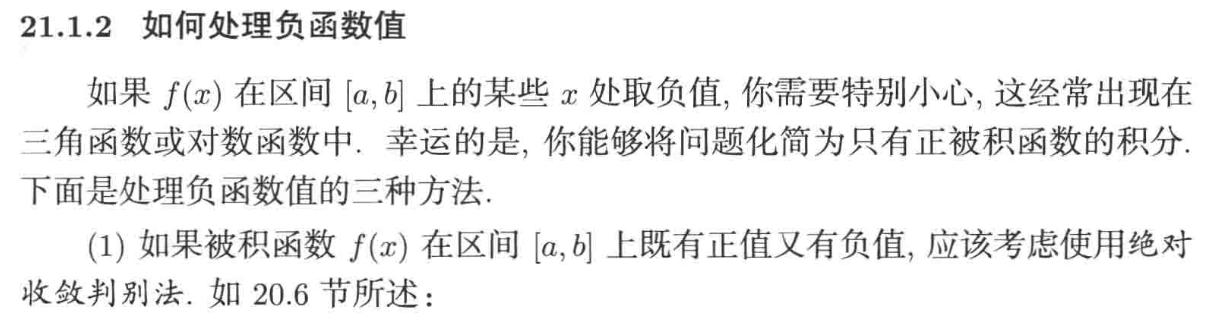 21.1.2 如何处理负函数值
如果 f(x) 在区间 [a, b] 上的某些 x 处取负值, 你需要特别小心, 这经常出现在
三角函数或对数函数中. 幸运的是, 你能够将问题化简为只有正被积函数的积分.
下面是处理负函数值的三种方法.
(1) 如果被积函数 f(x) 在区间 [a, b] 上既有正值又有负值, 应该考虑使用绝对
收敛判别法. 如 20.6 节所述: